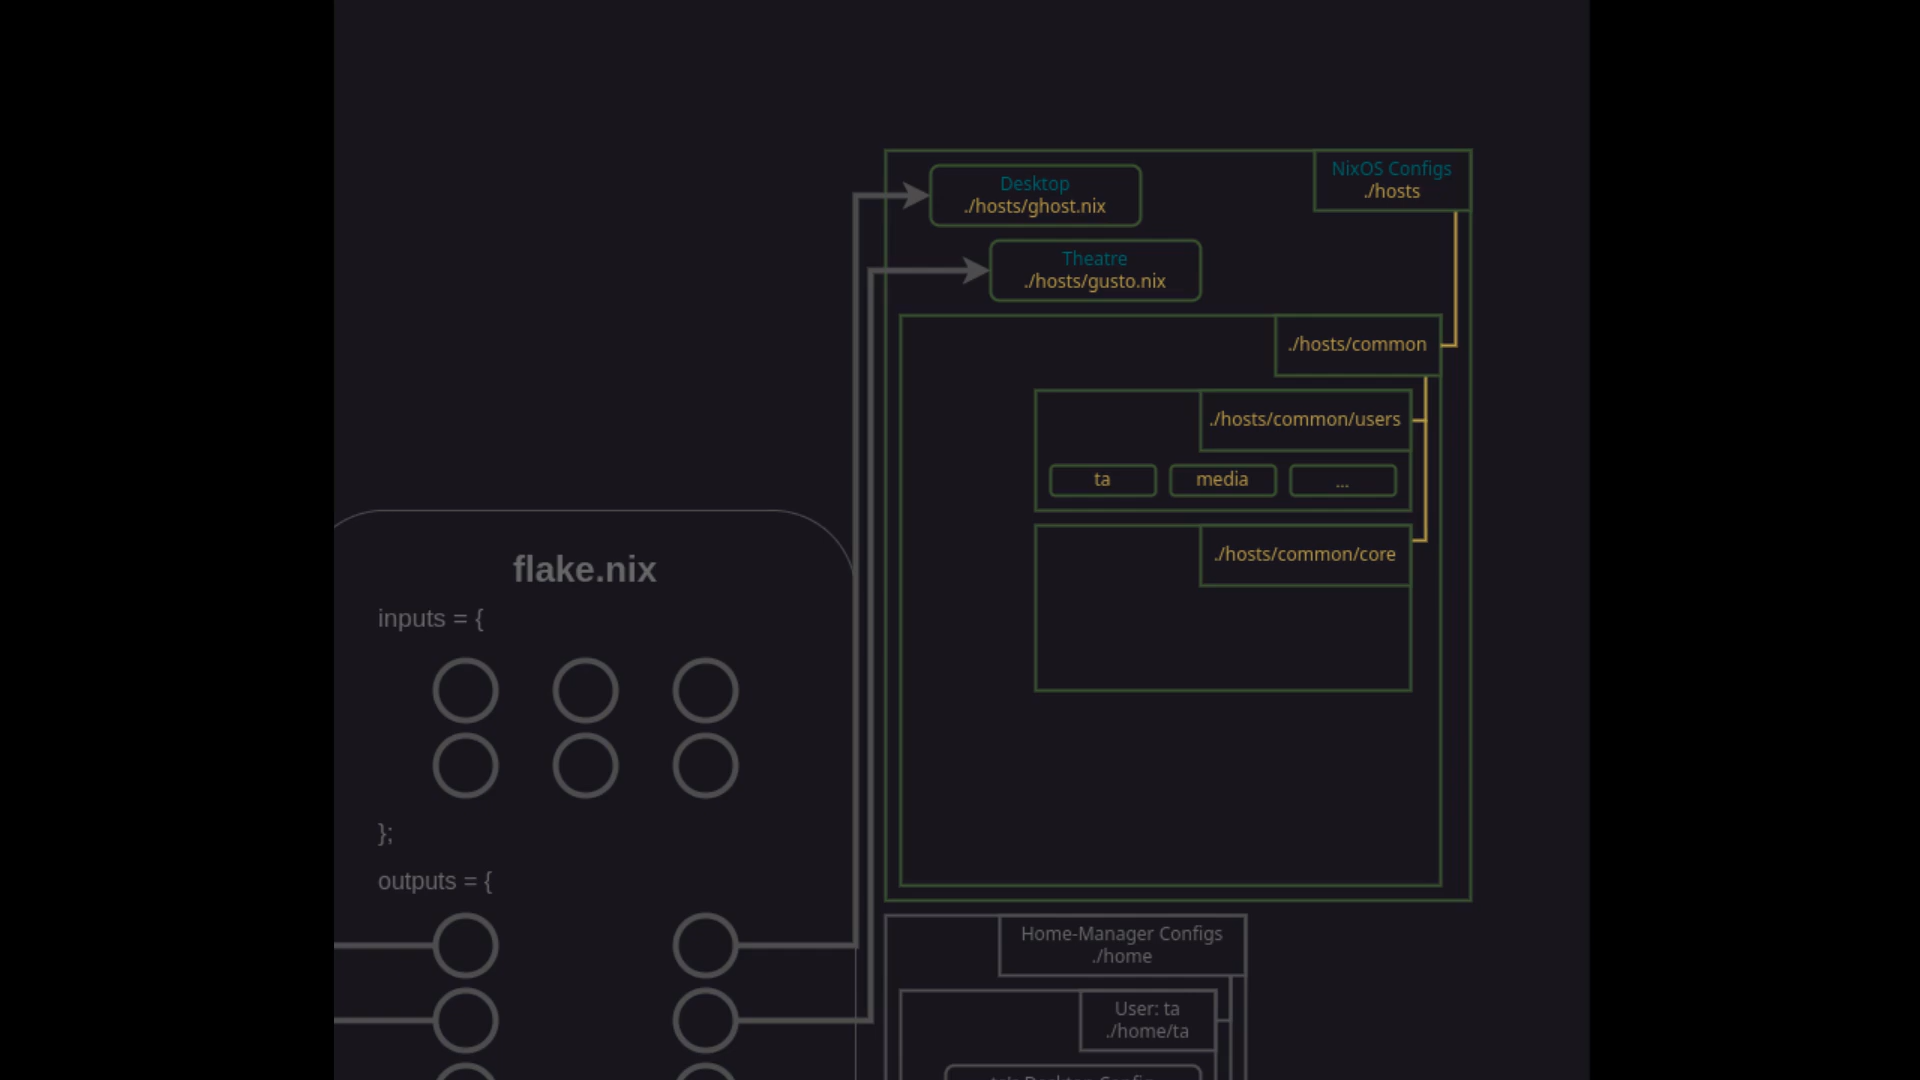 NixOS Configs
./hosts
Desktop
./hosts/ghost.nix
Theatre
./hosts/gusto.nix
./hosts/common
./hosts/common/users
ta
media
...
./hosts/common/core
flake.nix
inputs = {
};
outputs = {
Home-Manager Configs
./home
User: ta
./home/ta